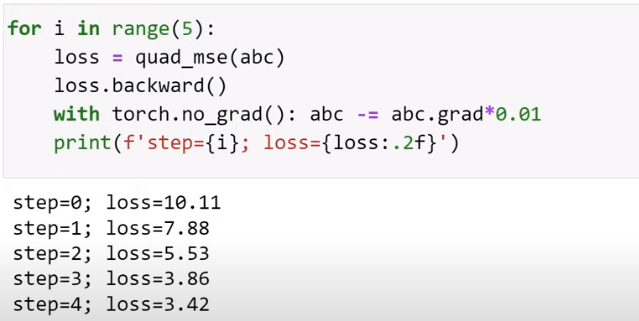 for i in range(5):
    loss = quad_mse(abc)
    loss.backward()
    with torch.no_grad(): abc -= abc.grad*0.01
    print(f'step={i}; loss={loss:.2f}')
step=0; loss=10.11
step=1; loss=7.88
step=2; loss=5.53
step=3; loss=3.86
step=4; loss=3.42